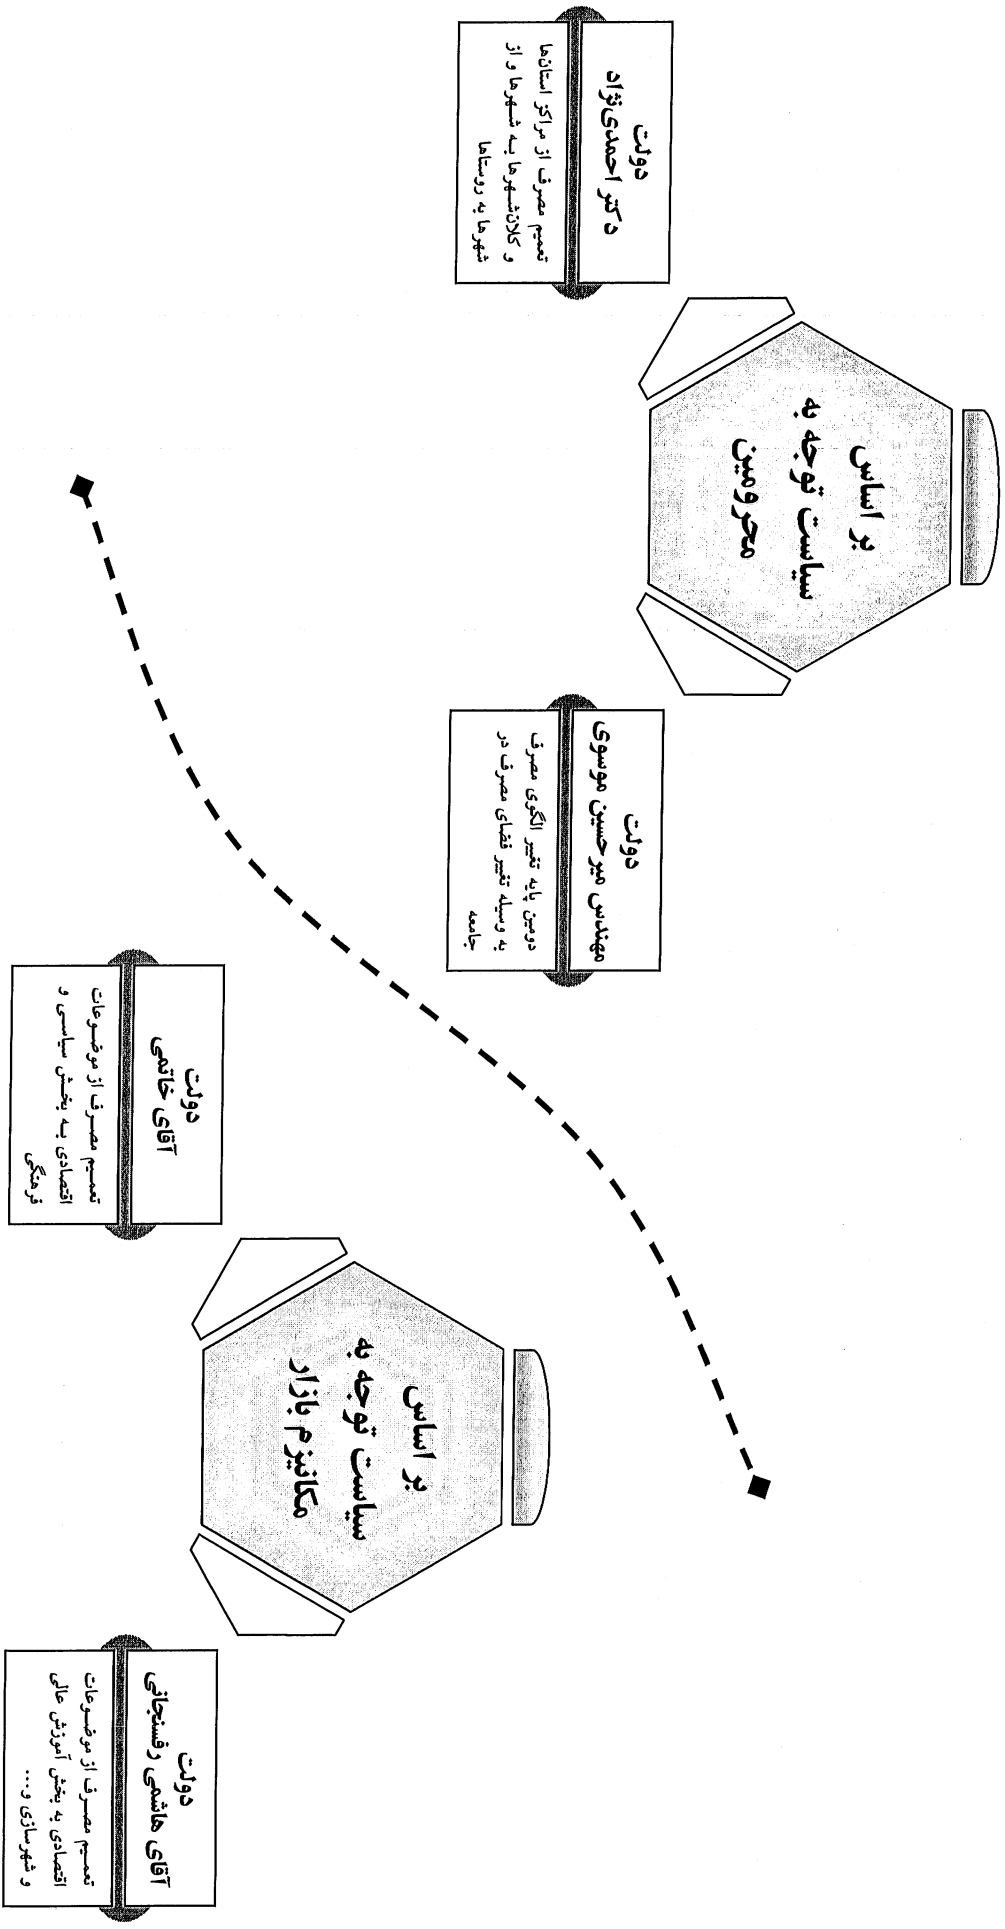 بر اساس
سیاست توجه به
محرومین
دولت
مهندس میرحسین موسوی
دومین پایه تغییر الگوی مصرف
به وسیله تغییر فضای مصرف در
جامعه
دولت
دکتر احمدی‌نژاد
تعمیم مصرف از مراکز استان‌ها
و کلان‌شهرها به شهرها و از
شهرها به روستاها
بر اساس
سیاست توجه به
مکانیزم بازار
دولت
آقای هاشمی رفسنجانی
تعمیم مصرف از موضوعات
اقتصادی به بخش آموزش عالی
و شهرسازی و...
دولت
آقای خاتمی
تعمیم مصرف از موضوعات
اقتصادی به بخش سیاسی و
فرهنگی